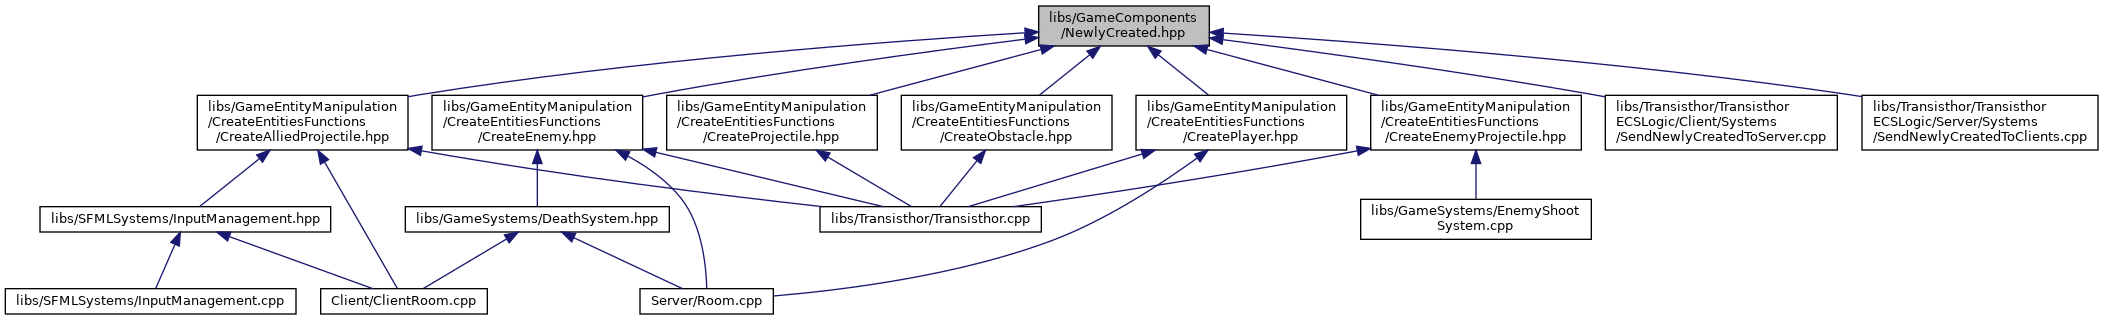 libs/GameComponents
/NewlyCreated.hpp
libs/GameEntityManipulation
/CreateEntitiesFunctions
/CreateAlliedProjectile.hpp
libs/GameEntityManipulation
/CreateEntitiesFunctions
/CreateEnemy.hpp
libs/GameEntityManipulation
/CreateEntitiesFunctions
/CreateProjectile.hpp
libs/GameEntityManipulation
/CreateEntitiesFunctions
/CreateObstacle.hpp
libs/GameEntityManipulation
/CreateEntitiesFunctions
/CreatePlayer.hpp
libs/GameEntityManipulation
/CreateEntitiesFunctions
/CreateEnemyProjectile.hpp
libs/Transisthor/Transisthor
ECSLogic/Client/Systems
/SendNewlyCreatedToServer.cpp
libs/Transisthor/Transisthor
ECSLogic/Server/Systems
/SendNewlyCreatedToClients.cpp
libs/SFMLSystems/InputManagement.hpp
libs/GameSystems/DeathSystem.hpp
libs/Transisthor/Transisthor.cpp
libs/GameSystems/EnemyShoot
System.cpp
libs/SFMLSystems/InputManagement.cpp
Client/ClientRoom.cpp
Server/Room.cpp